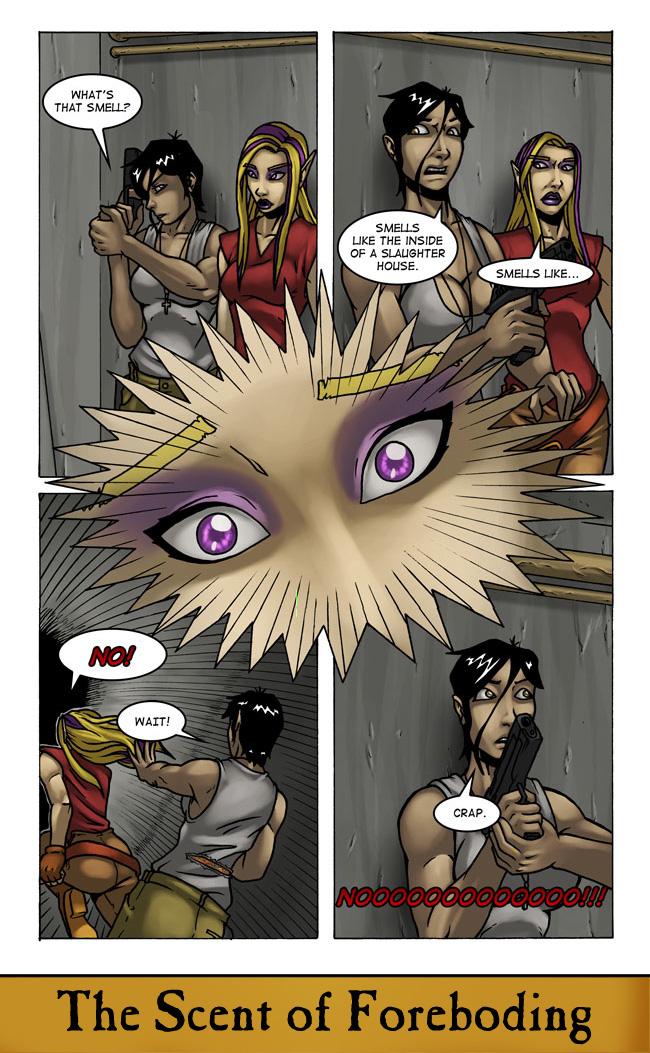 WHAT'S
THAT SMELL?
SMELLS
LIKE THE INSIDE
OF A SLAUGHTER
HOUSE.
SMELLS LIKE...
NO!
WAIT!
CRAP.
NOOOOOOOOOOOOO!!!
The Scent of Foreboding